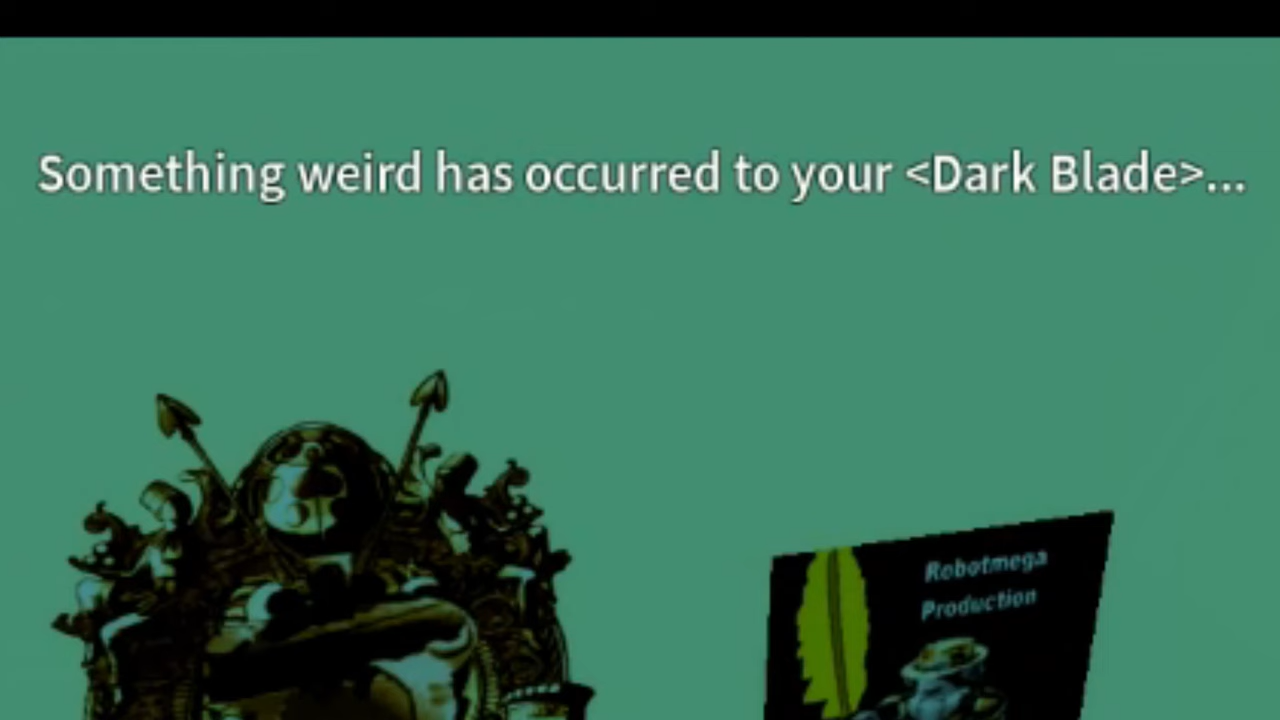 Something weird has occurred to your <Dark Blade>...
Robotmega
Production